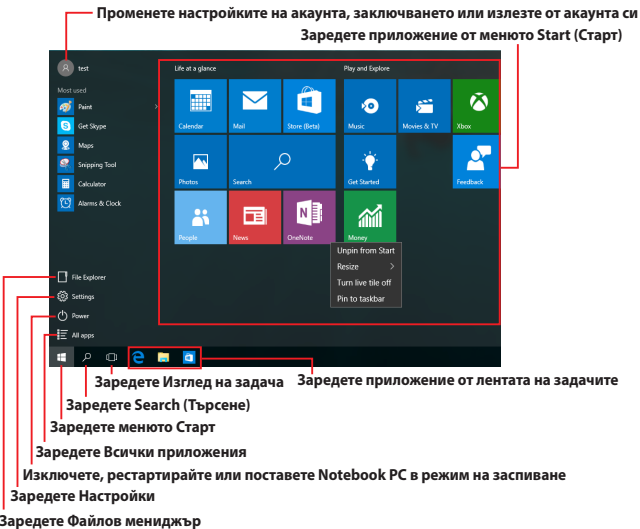 Променете настройките на акаунта, заключването или излезте от акаунта си
Заредете приложение от менюто Start (Старт)
test
Life at a glance
Play and Explore
Most used
Paint
Get Skype
Maps
Snipping Tool
Calculator
Alarms & Clock
Calendar
Mail
Store (Beta)
Music
Movies & TV
Xbox
Photos
Search
Get Started
Feedback
People
News
OneNote
Money
Unpin from Start
Resize
Turn live tile off
Pin to taskbar
File Explorer
Settings
Power
All apps
Заредете Изглед на задача
Заредете приложение от лентата на задачите
Заредете Search (Търсене)
Заредете менюто Старт
Заредете Всички приложения
Изключете, рестартирайте или поставете Notebook PC в режим на заспиване
Заредете Настройки
Заредете Файлов мениджър